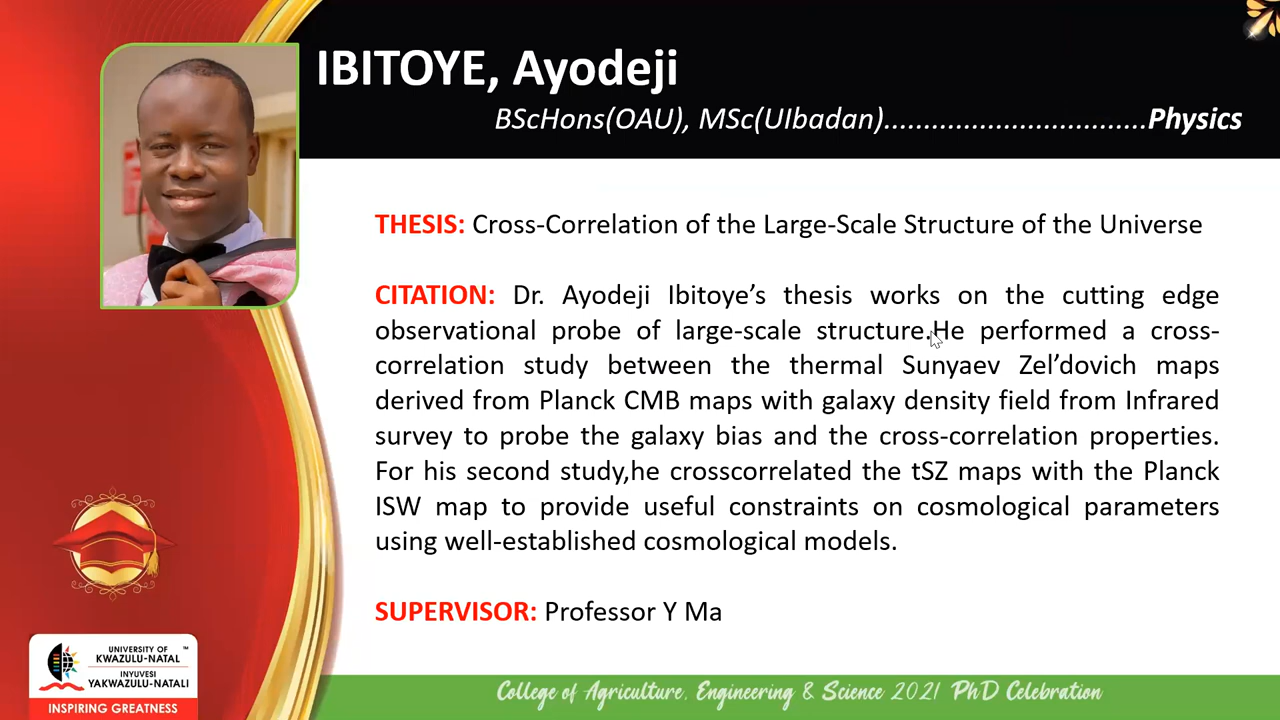 IBITOYE, Ayodeji
BScHons(OAU), MSc(UIbadan).................................Physics
THESIS: Cross-Correlation of the Large-Scale Structure of the Universe
CITATION: Dr. Ayodeji Ibitoye’s thesis works on the cutting edge
observational probe of large-scale structure.He performed a cross-
correlation study between the thermal Sunyaev Zel’dovich maps
derived from Planck CMB maps with galaxy density field from Infrared
survey to probe the galaxy bias and the cross-correlation properties.
For his second study,he crosscorrelated the tSZ maps with the Planck
ISW map to provide useful constraints on cosmological parameters
using well-established cosmological models.
SUPERVISOR: Professor Y Ma
UNIVERSITY OF ™
KWAZULU-NATAL
INYUVESI
YAKWAZULU-NATALI
INSPIRING GREATNESS
College of Agriculture, Engineering & Science 2021 PhD Celebration